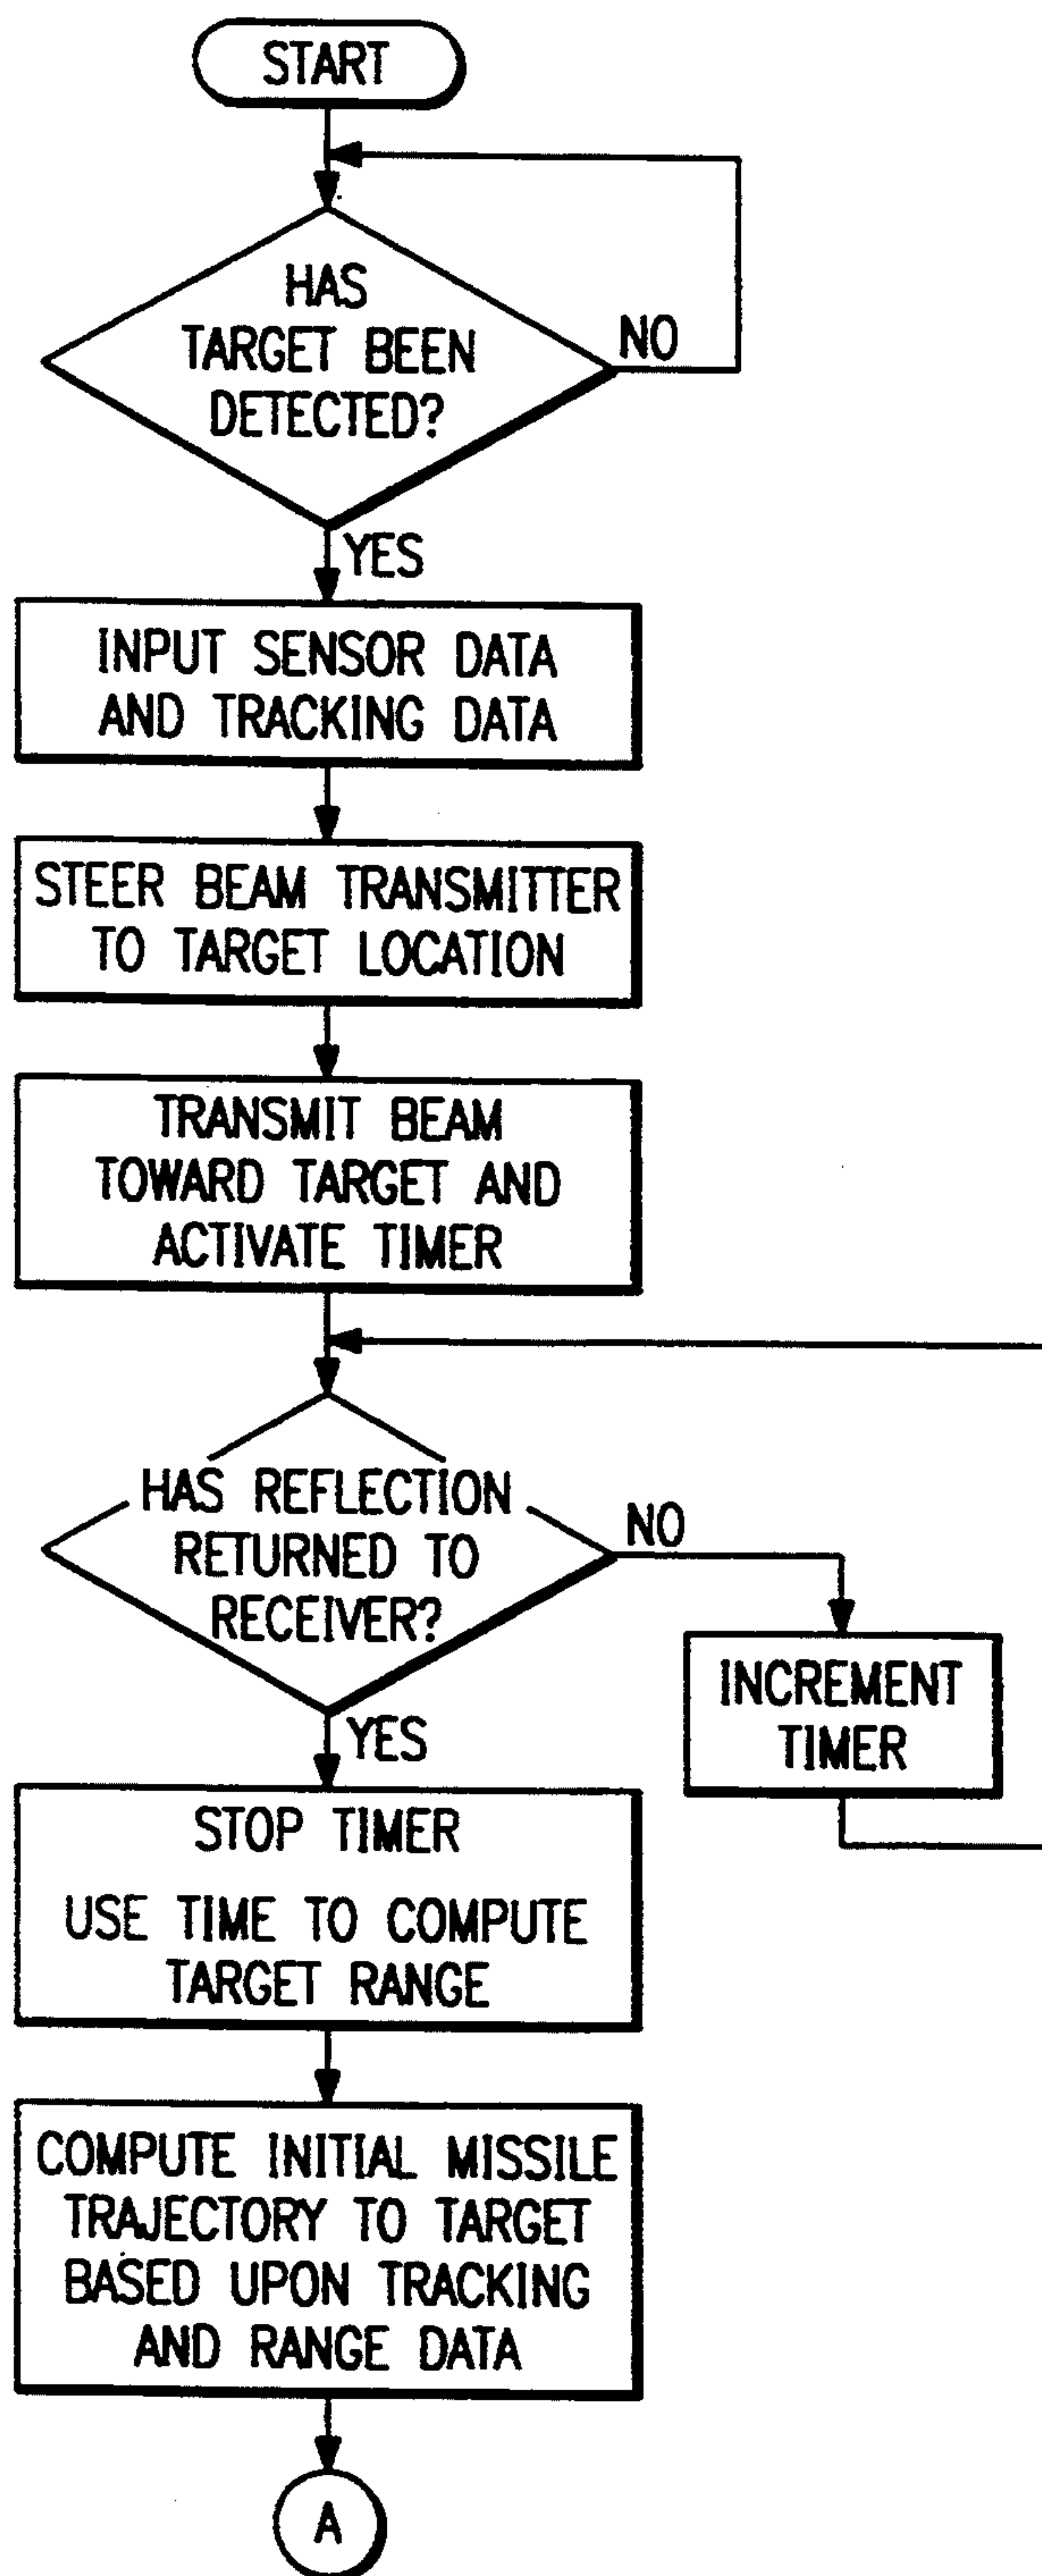 START
HAS
TARGET BEEN
DETECTED?
NO
YES
INPUT SENSOR DATA
AND TRACKING DATA
STEER BEAM TRANSMITTER
TO TARGET LOCATION
TRANSMIT BEAM
TOWARD TARGET AND
ACTIVATE TIMER
HAS REFLECTION
RETURNED TO
RECEIVER?
NO
INCREMENT
TIMER
YES
STOP TIMER
USE TIME TO COMPUTE
TARGET RANGE
COMPUTE INITIAL MISSILE
TRAJECTORY TO TARGET
BASED UPON TRACKING
AND RANGE DATA
A